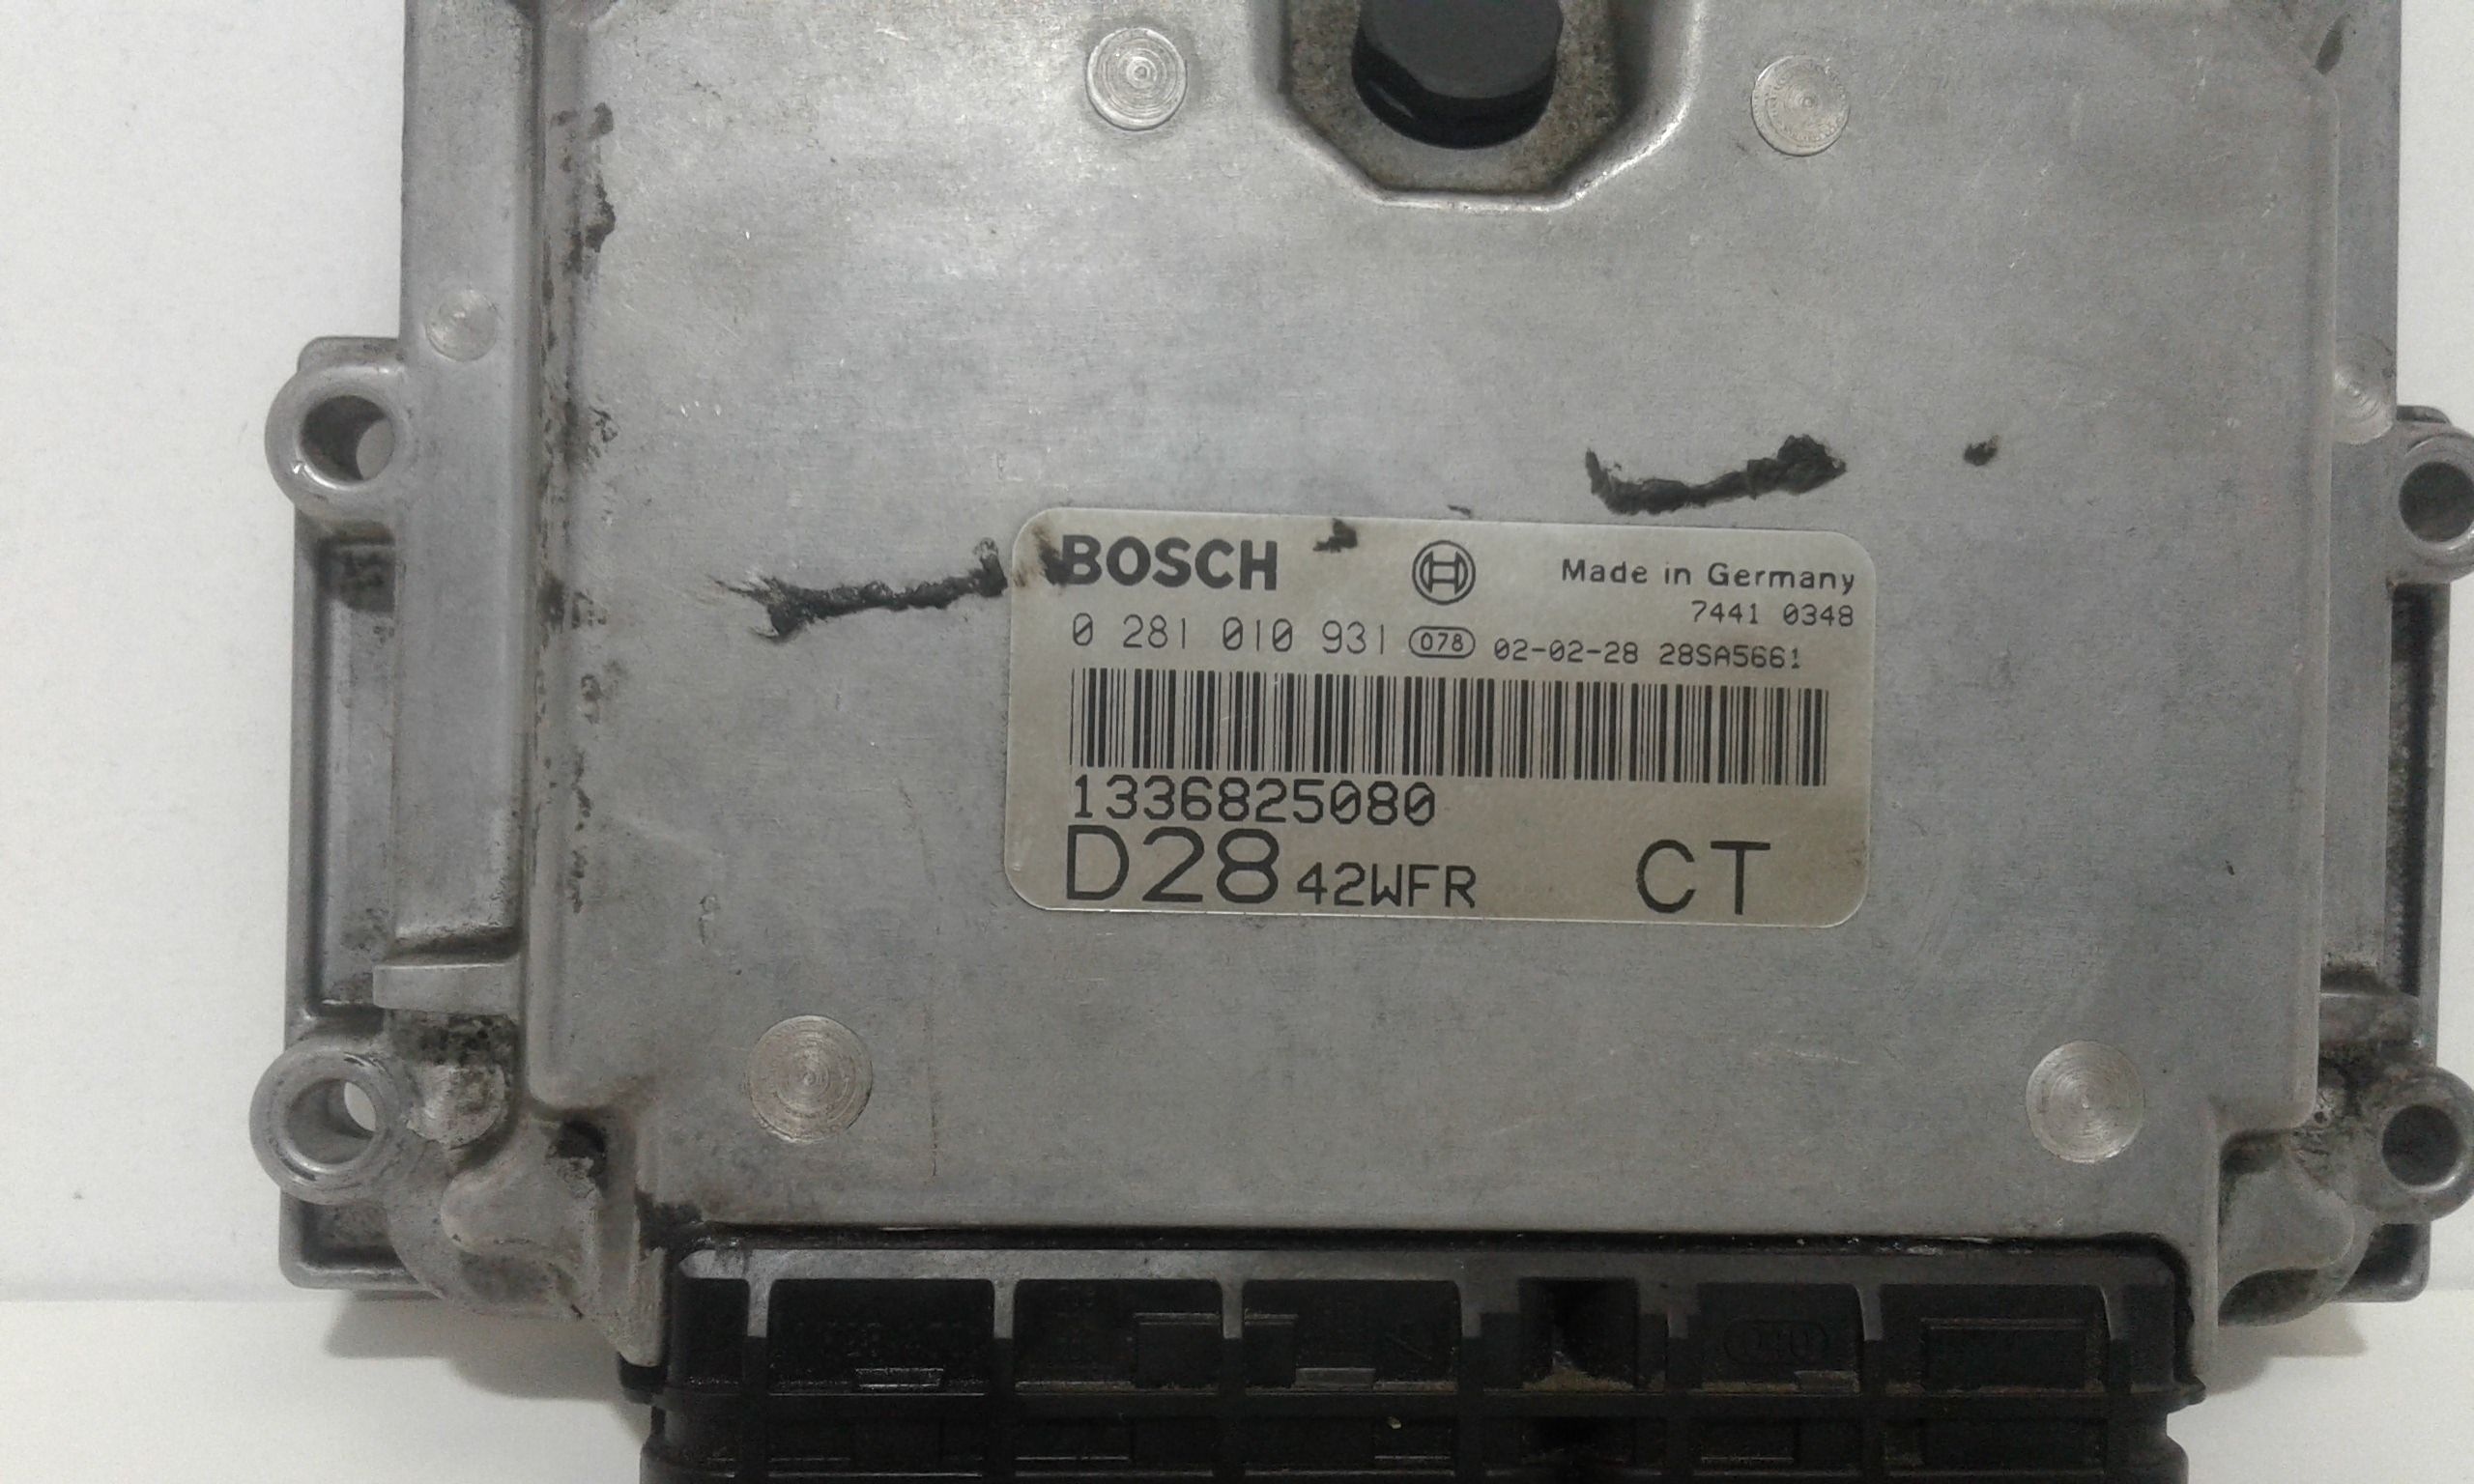 BOSCH Made in Germany
7441 0348
0 281 010 931 078 02-02-28 28SA5661
1336825080
D28 42WFR CT